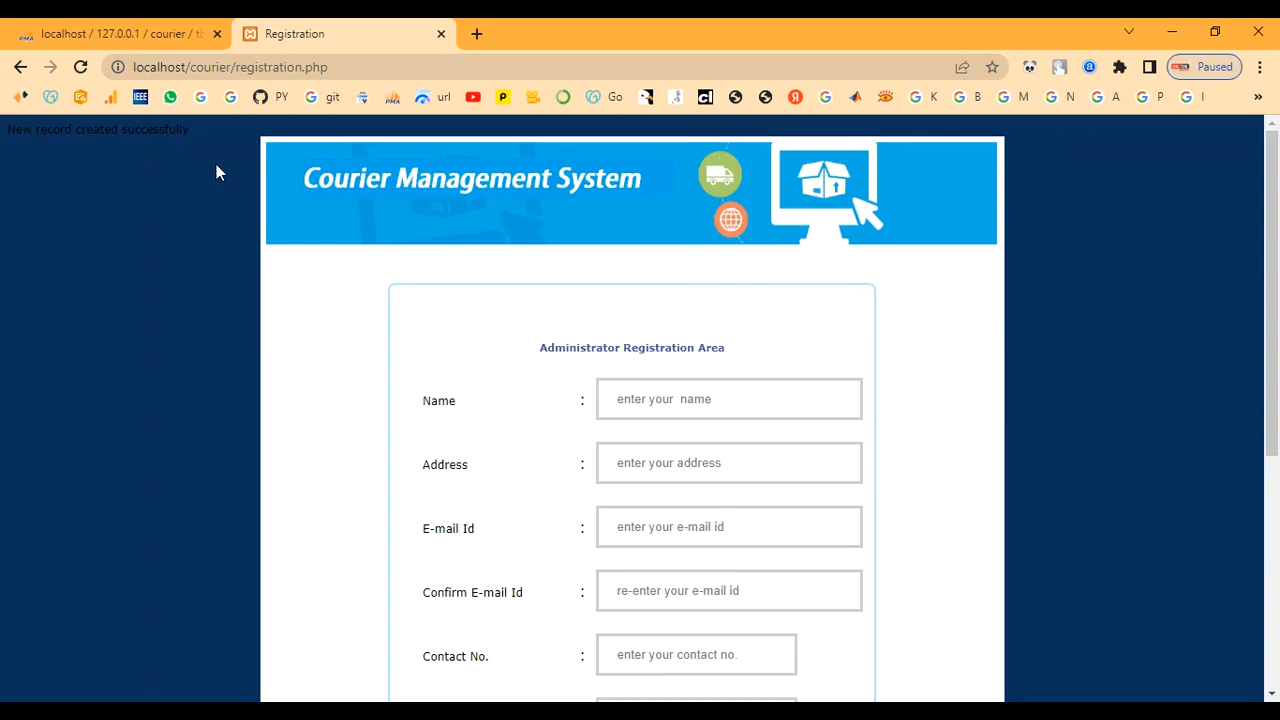 localhost / 127.0.0.1 / courier / tb
Registration
localhost/courier/registration.php
Paused
IEEE
PY
git
url
Go
K
B
M
N
A
P
I
New record created successfully
Courier Management System
Administrator Registration Area
Name : enter your name
Address : enter your address
E-mail Id : enter your e-mail id
Confirm E-mail Id : re-enter your e-mail id
Contact No. : enter your contact no.